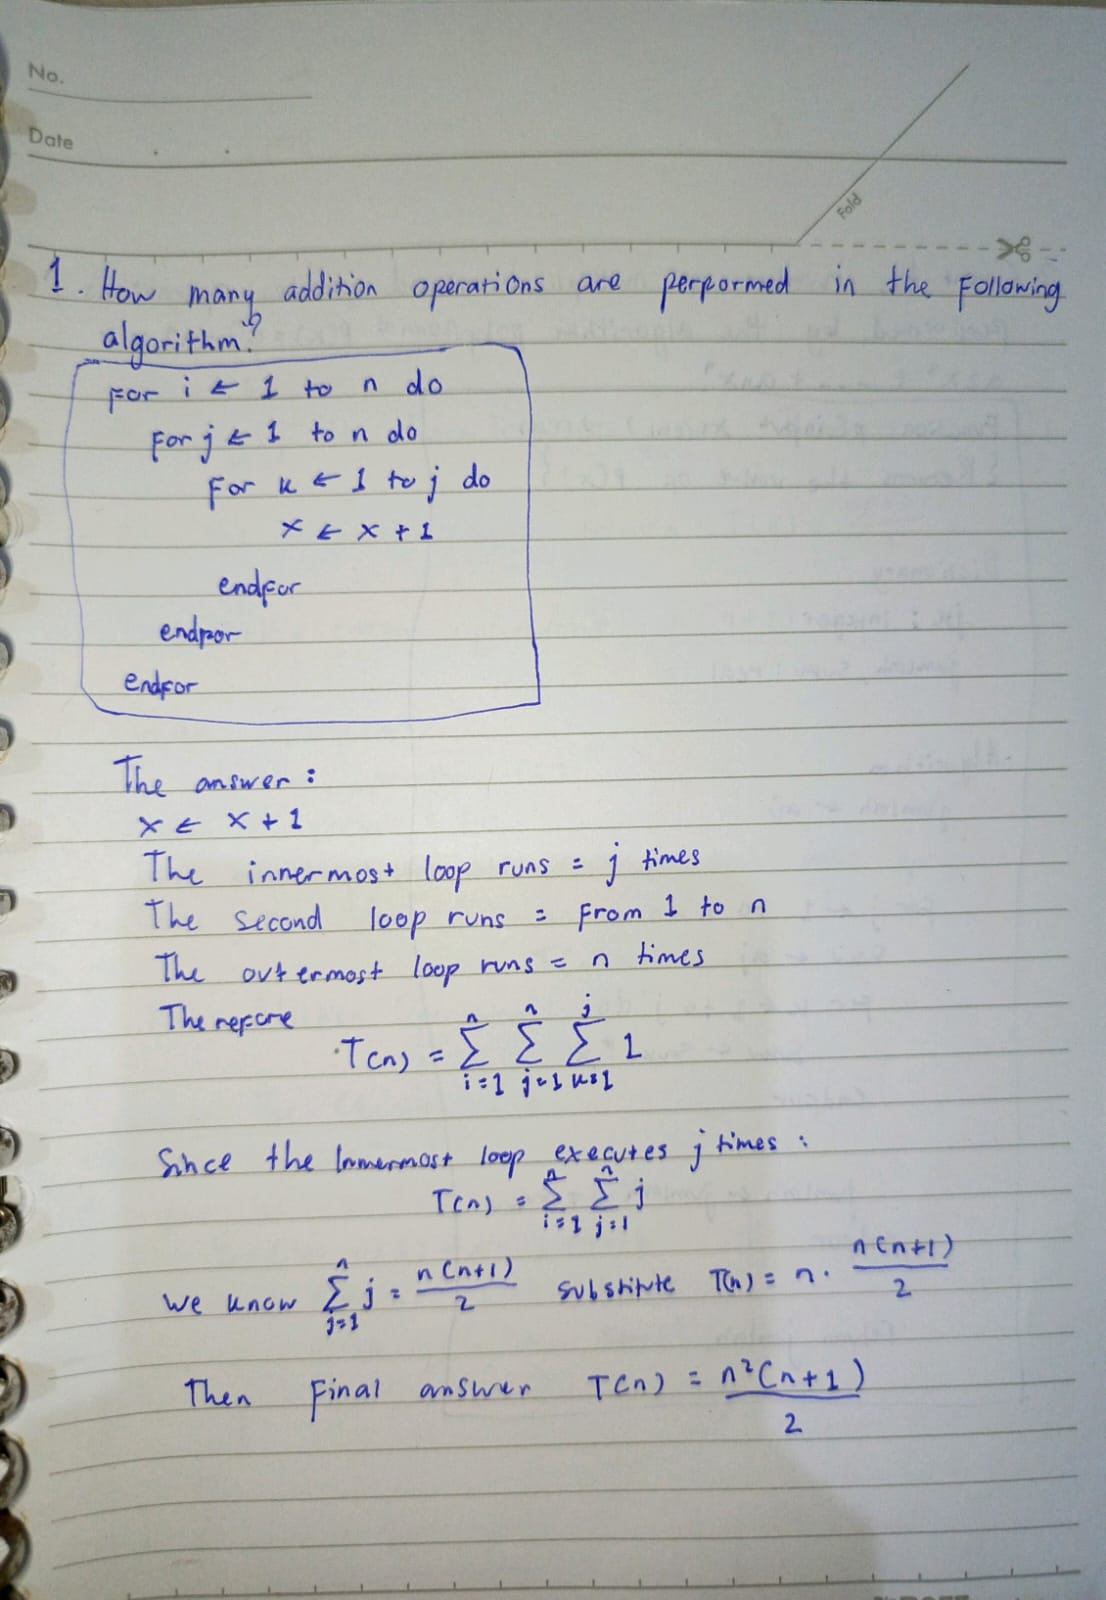 No.
Date
Fold
1. How many addition operations are perpormed in the Following
algorithm?
For i ← 1 to n do
For j ← 1 to n do
For k ← 1 to j do
x ← x + 1
endfor
endpor
endfor
The answer :
x ← x + 1
The innermost loop runs = j times
The second loop runs = From 1 to n
The outermost loop runs = n times
Therefore
T(n) = Σ_{i=1}^{n} Σ_{j=1}^{n} Σ_{k=1}^{j} 1
Since the Innermost loop executes j times :
T(n) = Σ_{i=1}^{n} Σ_{j=1}^{n} j
We know Σ_{j=1}^{n} j = n(n+1)/2 substitute T(n) = n · n(n+1)/2
Then Final answer T(n) = n²(n+1)/2